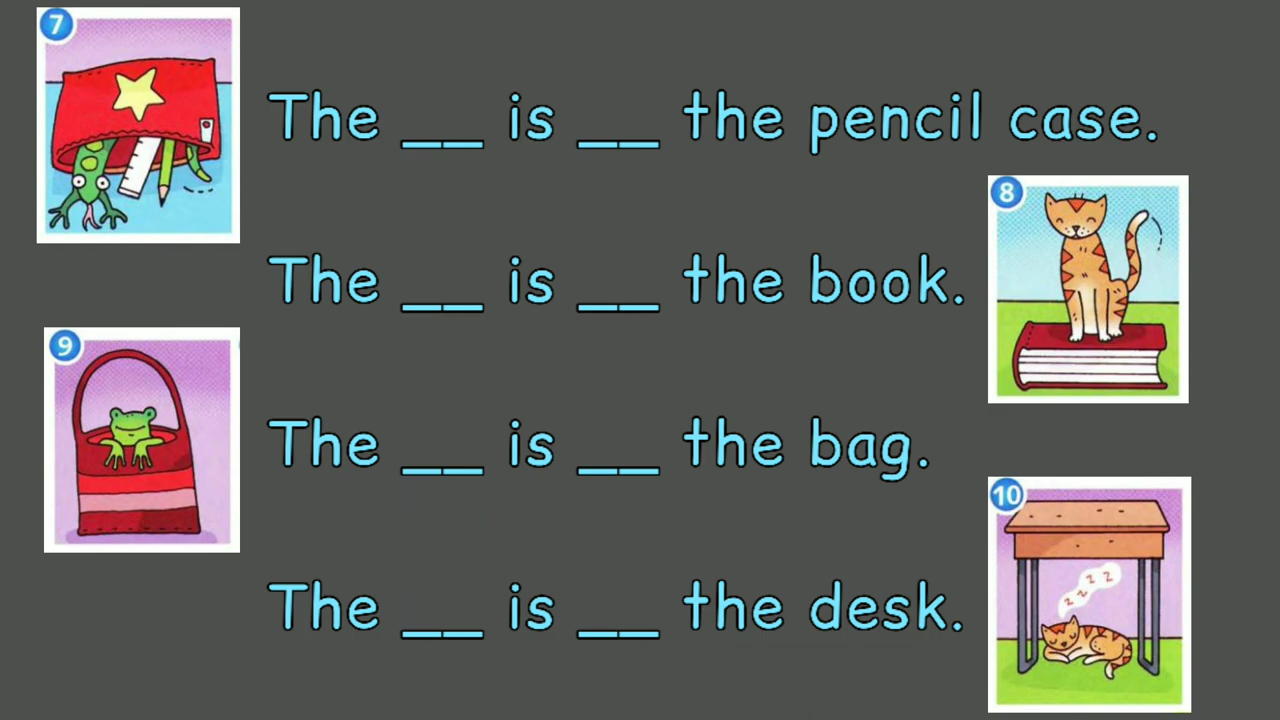 7
The __ is __ the pencil case.
8
The __ is __ the book.
9
The __ is __ the bag.
10
z z z z
The __ is __ the desk.